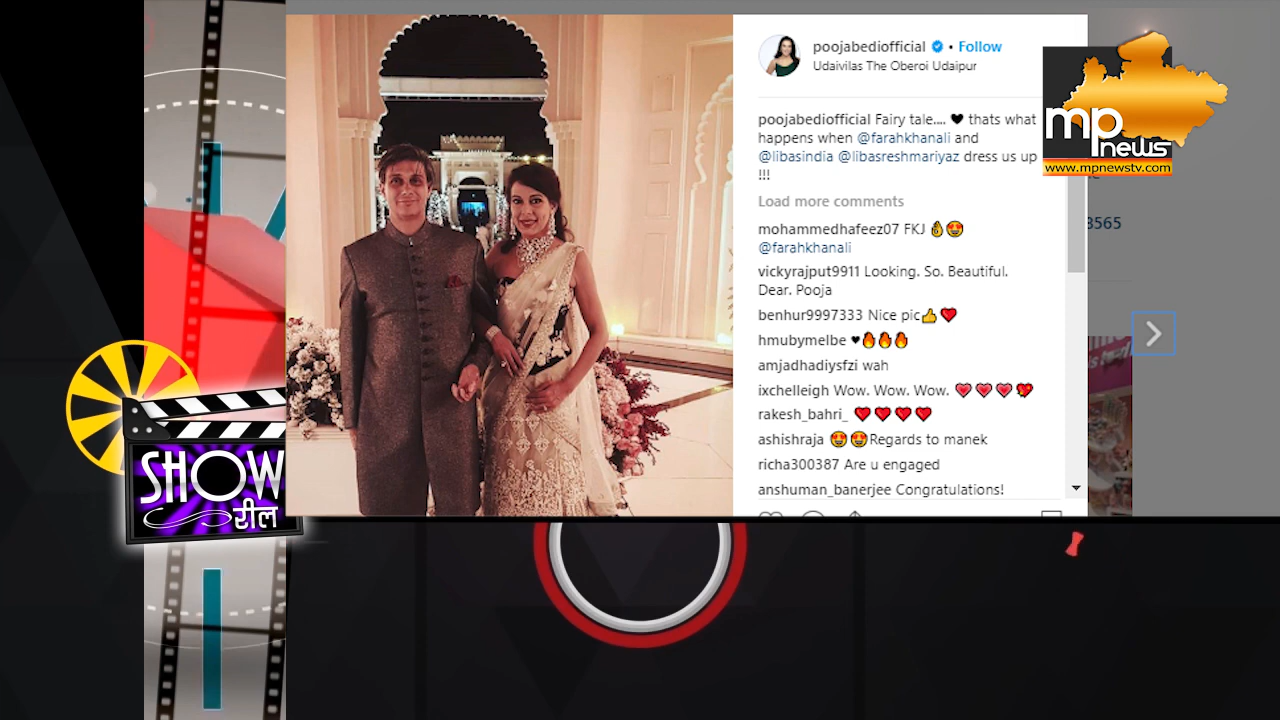 poojabediofficial • Follow
Udaivilas The Oberoi Udaipur
poojabediofficial Fairy tale.... 🖤 thats what
happens when @farahkhanali and
@libasindia @libasreshmariyaz dress us up
!!!
Load more comments
mohammedhafeez07 FKJ 👌😍
@farahkhanali
vickyrajput9911 Looking. So. Beautiful.
Dear. Pooja
benhur9997333 Nice pic👍❤️
hmubymelbe ♥🔥🔥🔥
amjadhadiysfzi wah
ixchelleigh Wow. Wow. Wow. 💗💗💗💖
rakesh_bahri_ ❤️❤️❤️❤️
ashishraja 😍😍Regards to manek
richa300387 Are u engaged
anshuman_banerjee Congratulations!
mp
news
www.mpnewstv.com
3565
SHOW
रील